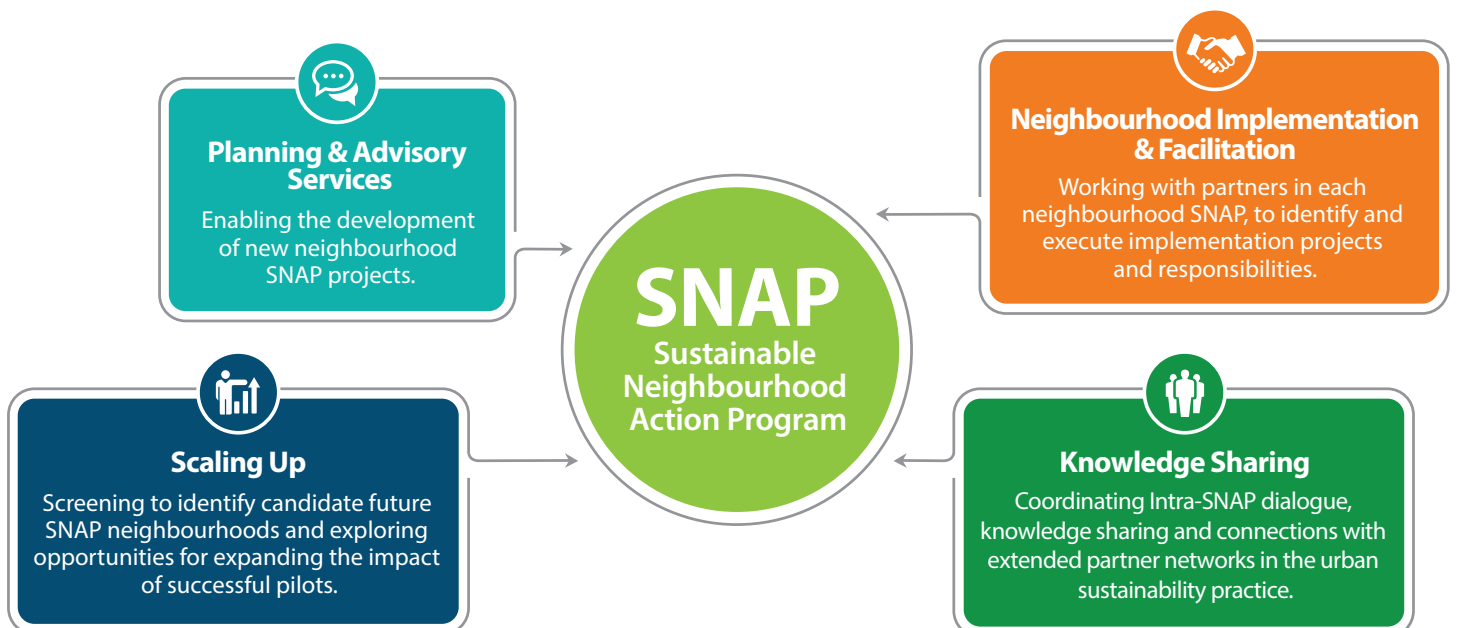 Planning & Advisory
Services
Enabling the development
of new neighbourhood
SNAP projects.
Neighbourhood Implementation
& Facilitation
Working with partners in each
neighbourhood SNAP, to identify and
execute implementation projects
and responsibilities.
SNAP
Sustainable
Neighbourhood
Action Program
Scaling Up
Screening to identify candidate future
SNAP neighbourhoods and exploring
opportunities for expanding the impact
of successful pilots.
Knowledge Sharing
Coordinating Intra-SNAP dialogue,
knowledge sharing and connections with
extended partner networks in the urban
sustainability practice.